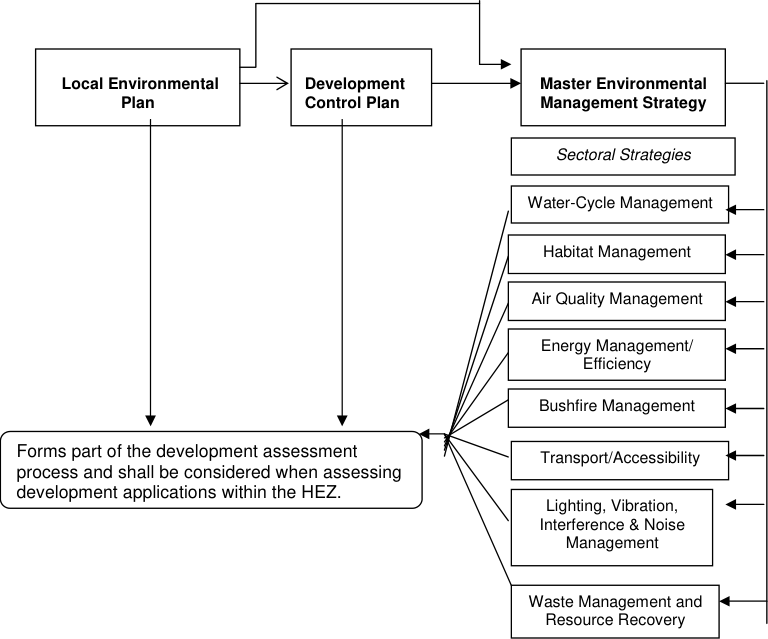 Local Environmental
Plan
Development
Control Plan
Master Environmental
Management Strategy
Sectoral Strategies
Water-Cycle Management
Habitat Management
Air Quality Management
Energy Management/
Efficiency
Bushfire Management
Transport/Accessibility
Lighting, Vibration,
Interference & Noise
Management
Waste Management and
Resource Recovery
Forms part of the development assessment
process and shall be considered when assessing
development applications within the HEZ.